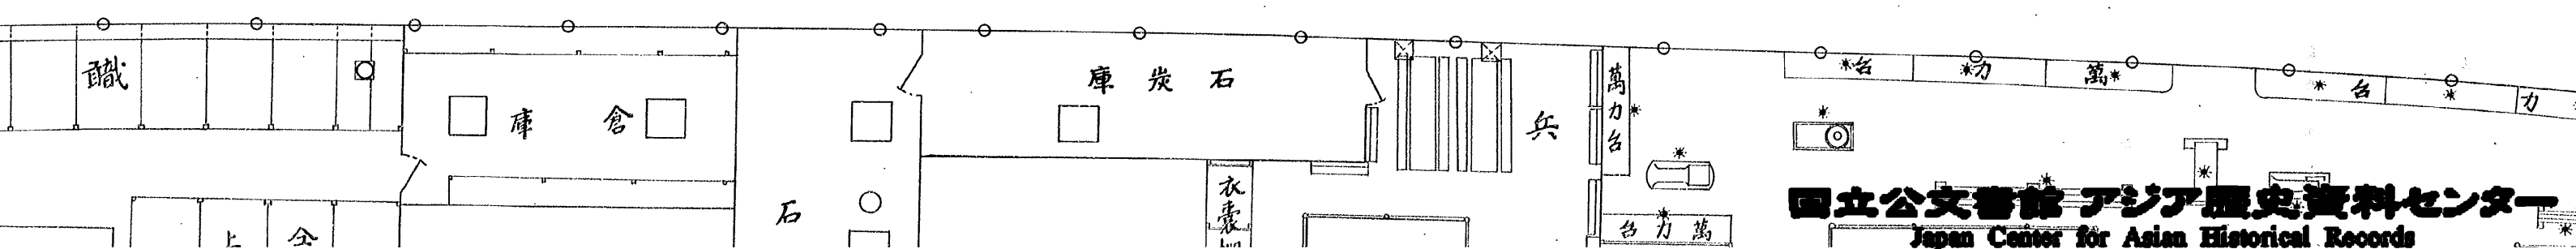 職
倉庫
石炭庫
兵
萬力台
萬力台
台
力
石
衣嚢
上
仝
萬力台
国立公文書館 アジア歴史資料センター
Japan Center for Asian Historical Records